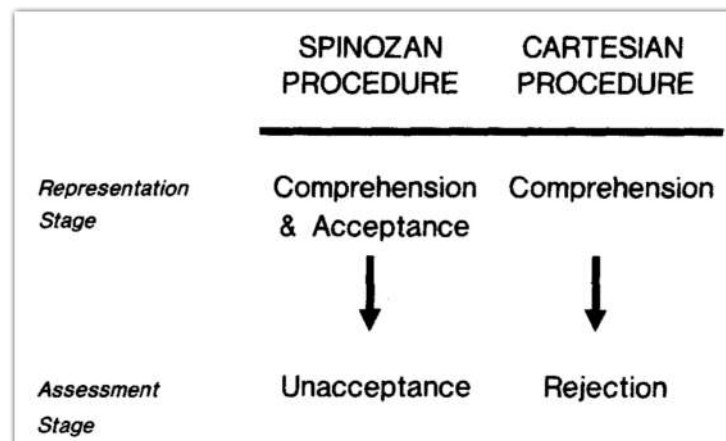 SPINOZAN CARTESIAN
PROCEDURE PROCEDURE
Representation Comprehension Comprehension
Stage & Acceptance
Assessment Unacceptance Rejection
Stage